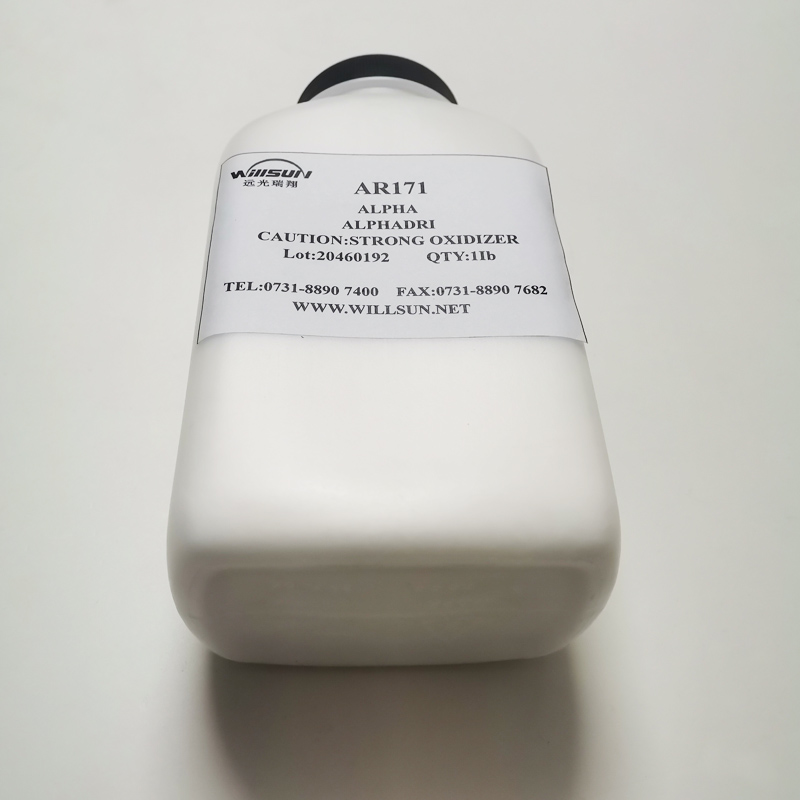 WillSUN
远光瑞翔
AR171
ALPHA
ALPHADRI
CAUTION:STRONG OXIDIZER
Lot:20460192 QTY:1Ib
TEL:0731-8890 7400 FAX:0731-8890 7682
WWW.WILLSUN.NET